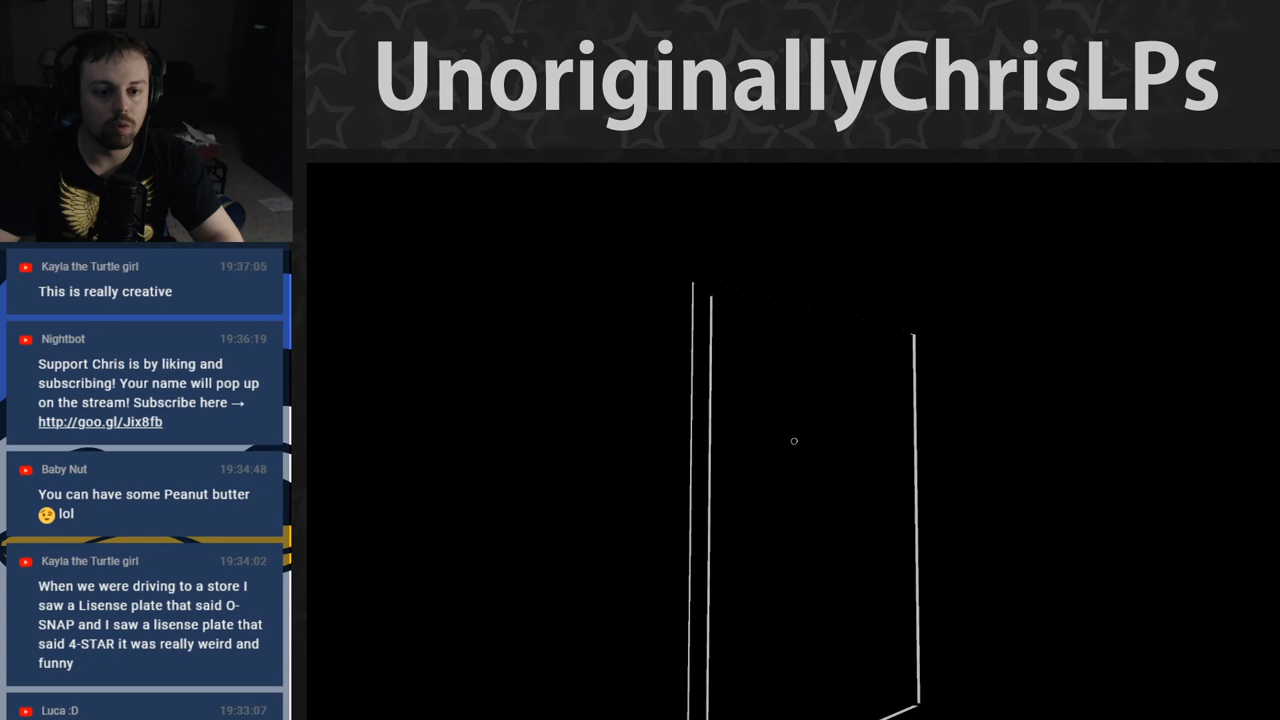 UnoriginallyChrisLPs
Kayla the Turtle girl 19:37:05
This is really creative
Nightbot 19:36:19
Support Chris is by liking and
subscribing! Your name will pop up
on the stream! Subscribe here →
http://goo.gl/Jix8fb
Baby Nut 19:34:48
You can have some Peanut butter
😉 lol
Kayla the Turtle girl 19:34:02
When we were driving to a store I
saw a Lisense plate that said O-
SNAP and I saw a lisense plate that
said 4-STAR it was really weird and
funny
Luca :D 19:33:07